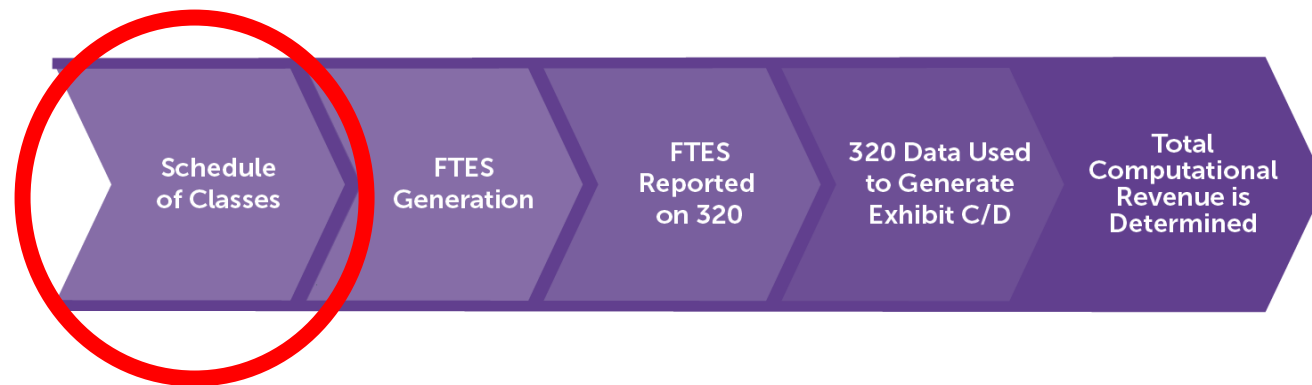 Schedule
of Classes
FTES
Generation
FTES
Reported
on 320
320 Data Used
to Generate
Exhibit C/D
Total
Computational
Revenue is
Determined